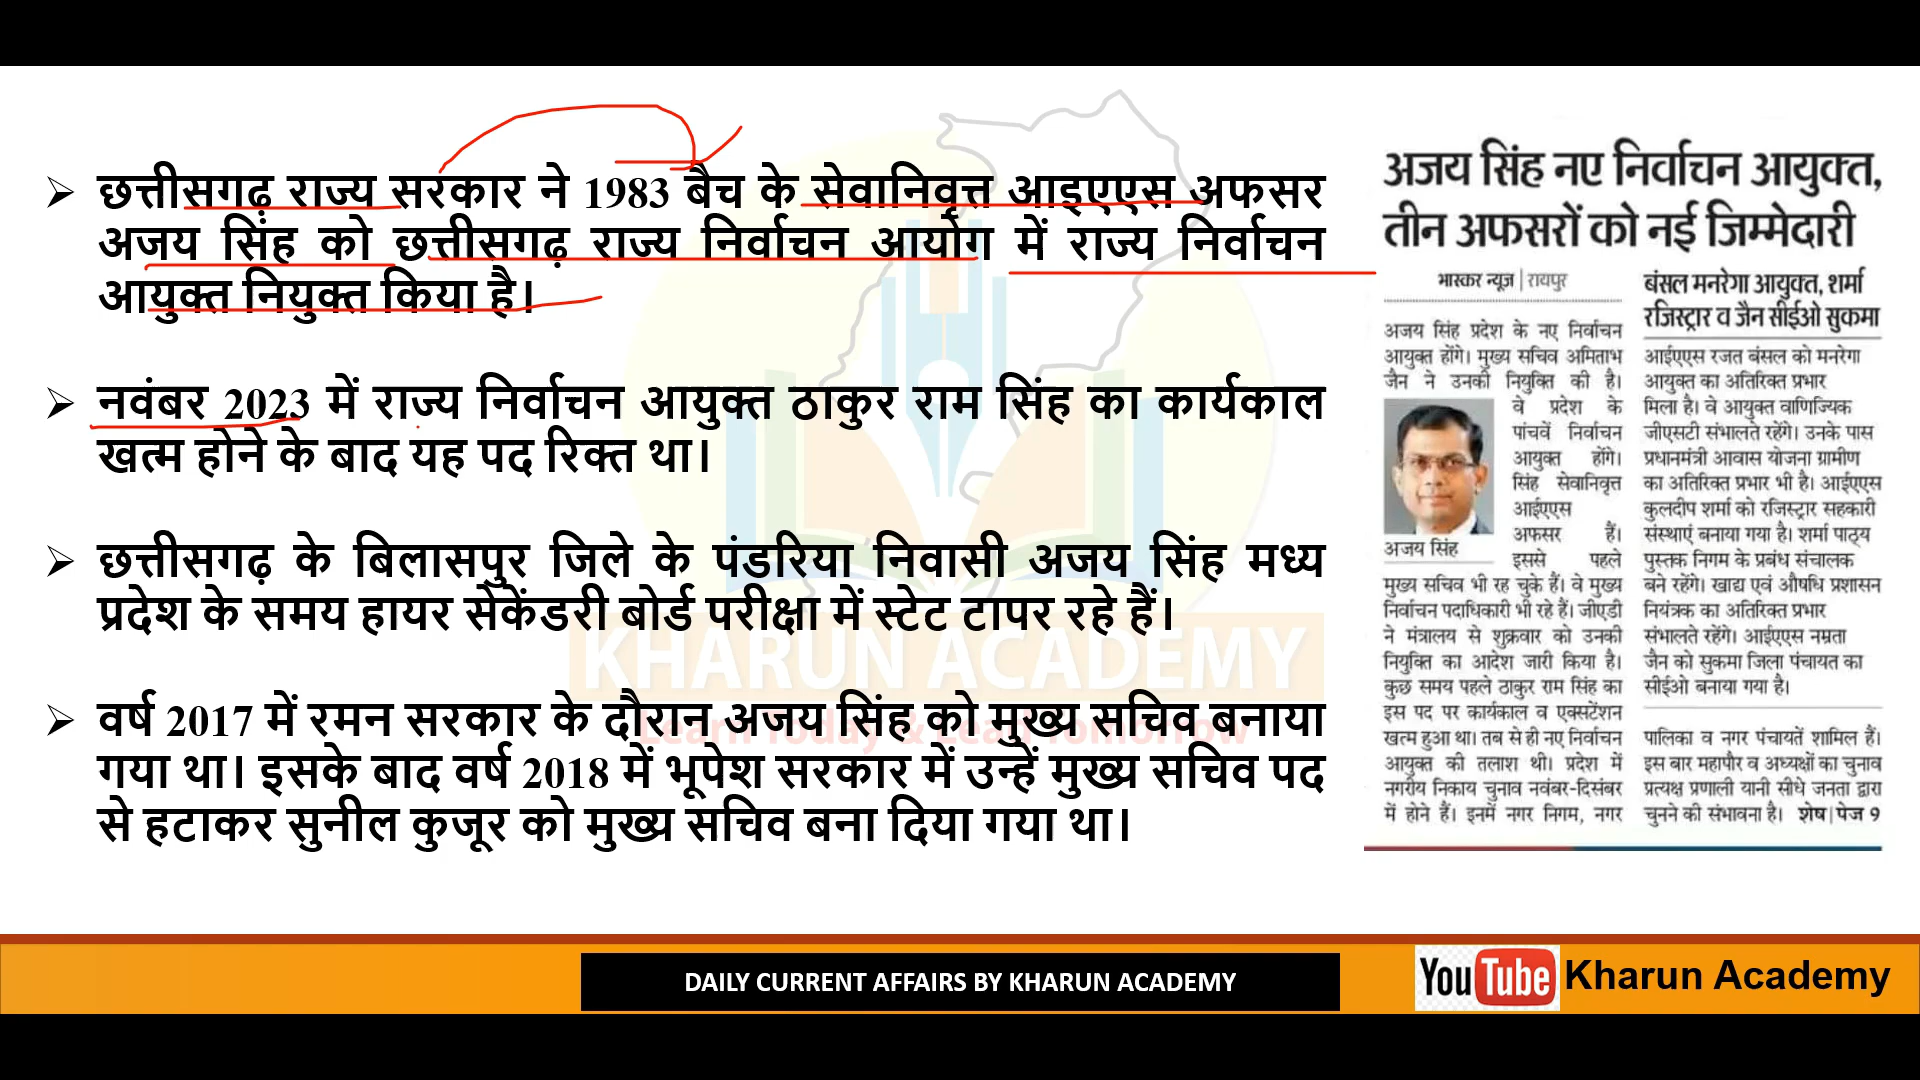 ➢ छत्तीसगढ़ राज्य सरकार ने 1983 बैच के सेवानिवृत्त आइएएस अफसर
अजय सिंह को छत्तीसगढ़ राज्य निर्वाचन आयोग में राज्य निर्वाचन
आयुक्त नियुक्त किया है।
➢ नवंबर 2023 में राज्य निर्वाचन आयुक्त ठाकुर राम सिंह का कार्यकाल
खत्म होने के बाद यह पद रिक्त था।
➢ छत्तीसगढ़ के बिलासपुर जिले के पंडरिया निवासी अजय सिंह मध्य
प्रदेश के समय हायर सेकेंडरी बोर्ड परीक्षा में स्टेट टापर रहे हैं।
➢ वर्ष 2017 में रमन सरकार के दौरान अजय सिंह को मुख्य सचिव बनाया
गया था। इसके बाद वर्ष 2018 में भूपेश सरकार में उन्हें मुख्य सचिव पद
से हटाकर सुनील कुजूर को मुख्य सचिव बना दिया गया था।
KHARUN ACADEMY
Learn Today & Lead Tomorrow
अजय सिंह नए निर्वाचन आयुक्त,
तीन अफसरों को नई जिम्मेदारी
भास्कर न्यूज | रायपुर
अजय सिंह प्रदेश के नए निर्वाचन
आयुक्त होंगे। मुख्य सचिव अमिताभ
जैन ने उनकी नियुक्ति की है।
वे प्रदेश के
पांचवें निर्वाचन
आयुक्त होंगे।
सिंह सेवानिवृत्त
आईएएस
अफसर हैं।
इससे पहले
अजय सिंह
मुख्य सचिव भी रह चुके हैं। वे मुख्य
निर्वाचन पदाधिकारी भी रहे हैं। जीएडी
ने मंत्रालय से शुक्रवार को उनकी
नियुक्ति का आदेश जारी किया है।
कुछ समय पहले ठाकुर राम सिंह का
इस पद पर कार्यकाल व एक्सटेंशन
खत्म हुआ था। तब से ही नए निर्वाचन
आयुक्त की तलाश थी। प्रदेश में
नगरीय निकाय चुनाव नवंबर-दिसंबर
में होने हैं। इनमें नगर निगम, नगर
बंसल मनरेगा आयुक्त, शर्मा
रजिस्ट्रार व जैन सीईओ सुकमा
आईएएस रजत बंसल को मनरेगा
आयुक्त का अतिरिक्त प्रभार
मिला है। वे आयुक्त वाणिज्यिक
जीएसटी संभालते रहेंगे। उनके पास
प्रधानमंत्री आवास योजना ग्रामीण
का अतिरिक्त प्रभार भी है। आईएएस
कुलदीप शर्मा को रजिस्ट्रार सहकारी
संस्थाएं बनाया गया है। शर्मा पाठ्य
पुस्तक निगम के प्रबंध संचालक
बने रहेंगे। खाद्य एवं औषधि प्रशासन
नियंत्रक का अतिरिक्त प्रभार
संभालते रहेंगे। आईएएस नम्रता
जैन को सुकमा जिला पंचायत का
सीईओ बनाया गया है।
पालिका व नगर पंचायतें शामिल हैं।
इस बार महापौर व अध्यक्षों का चुनाव
प्रत्यक्ष प्रणाली यानी सीधे जनता द्वारा
चुनने की संभावना है। शेष|पेज 9
DAILY CURRENT AFFAIRS BY KHARUN ACADEMY
YouTube Kharun Academy